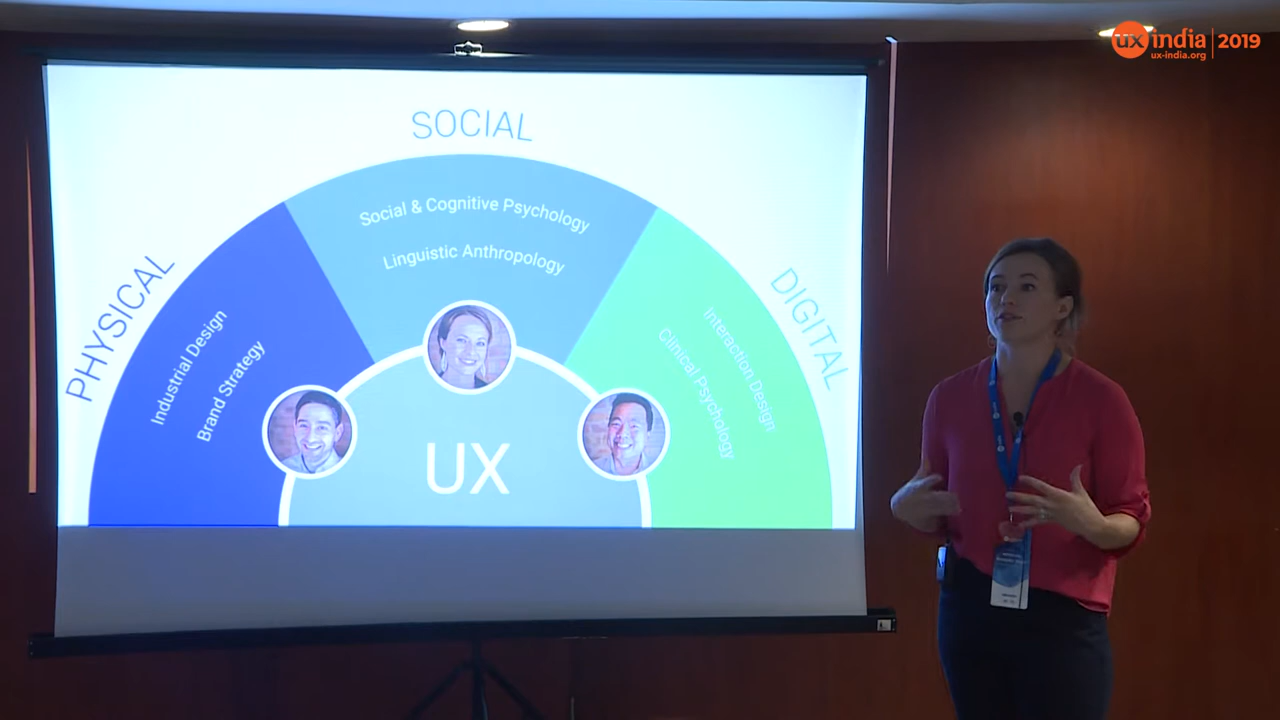 ux india | 2019
ux-india.org
SOCIAL
Social & Cognitive Psychology
Linguistic Anthropology
PHYSICAL
Industrial Design
Brand Strategy
DIGITAL
Interaction Design
Clinical Psychology
UX